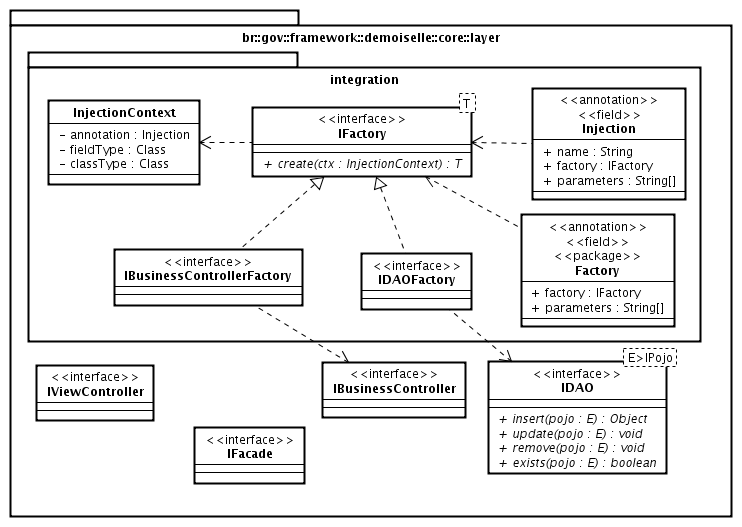 br::gov::framework::demoiselle::core::layer
integration
InjectionContext
- annotation : Injection
- fieldType : Class
- classType : Class
T
<<interface>>
IFactory
+ create(ctx : InjectionContext) : T
<<annotation>>
<<field>>
Injection
+ name : String
+ factory : IFactory
+ parameters : String[]
<<interface>>
IBusinessControllerFactory
<<interface>>
IDAOFactory
<<annotation>>
<<field>>
<<package>>
Factory
+ factory : IFactory
+ parameters : String[]
<<interface>>
IViewController
<<interface>>
IBusinessController
E>IPojo
<<interface>>
IDAO
+ insert(pojo : E) : Object
+ update(pojo : E) : void
+ remove(pojo : E) : void
+ exists(pojo : E) : boolean
<<interface>>
IFacade